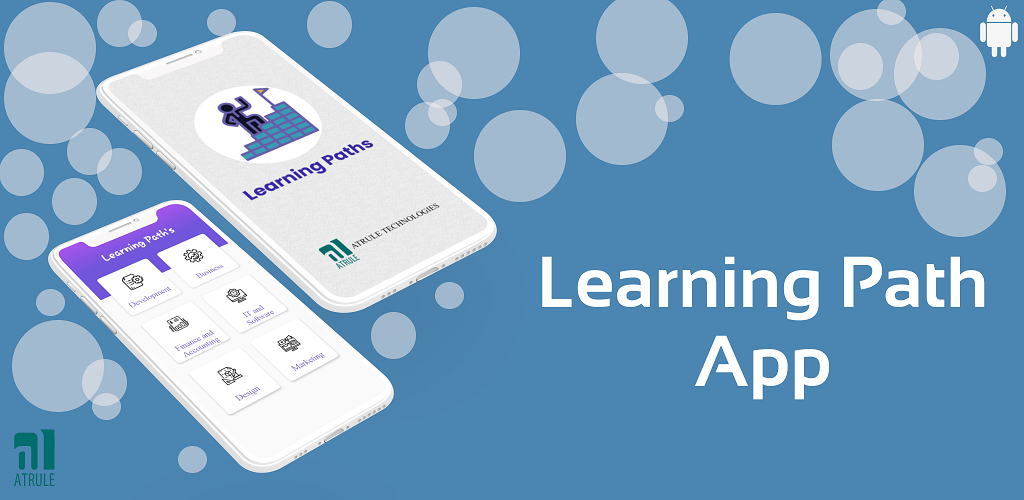 Learning Paths
ATRULE TECHNOLOGIES
ATRULE
Learning Path's
Development
Business
Finance and
Accounting
IT and
Software
Design
Marketing
Learning Path
App
ATRULE